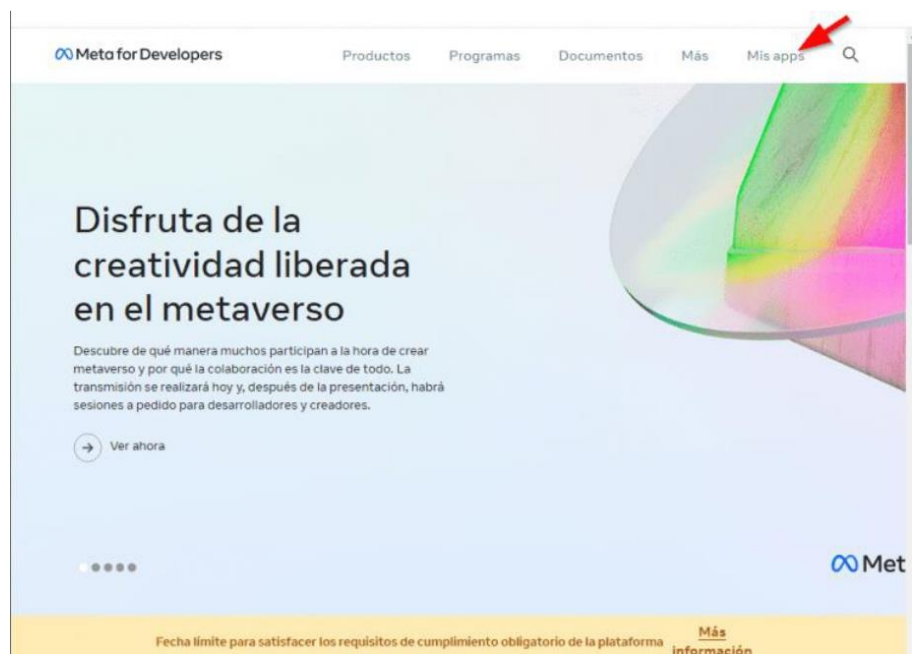 Meta for Developers
Productos
Programas
Documentos
Más
Mis apps
Disfruta de la
creatividad liberada
en el metaverso
Descubre de qué manera muchos participan a la hora de crear
metaverso y por qué la colaboración es la clave de todo. La
transmisión se realizará hoy y, después de la presentación, habrá
sesiones a pedido para desarrolladores y creadores.
Ver ahora
Met
Fecha límite para satisfacer los requisitos de cumplimiento obligatorio de la plataforma
Más
información